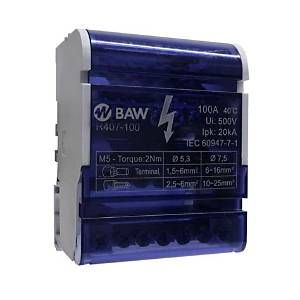 BAW
R407-100
100A 40°C
Ui. 500V
Ipk: 20kA
IEC 60947-7-1
M5 - Torque:2Nm Ø 5,3 Ø 7,5
Terminal 1,5-6mm² 6-16mm²
2,5-6mm² 10-25mm²